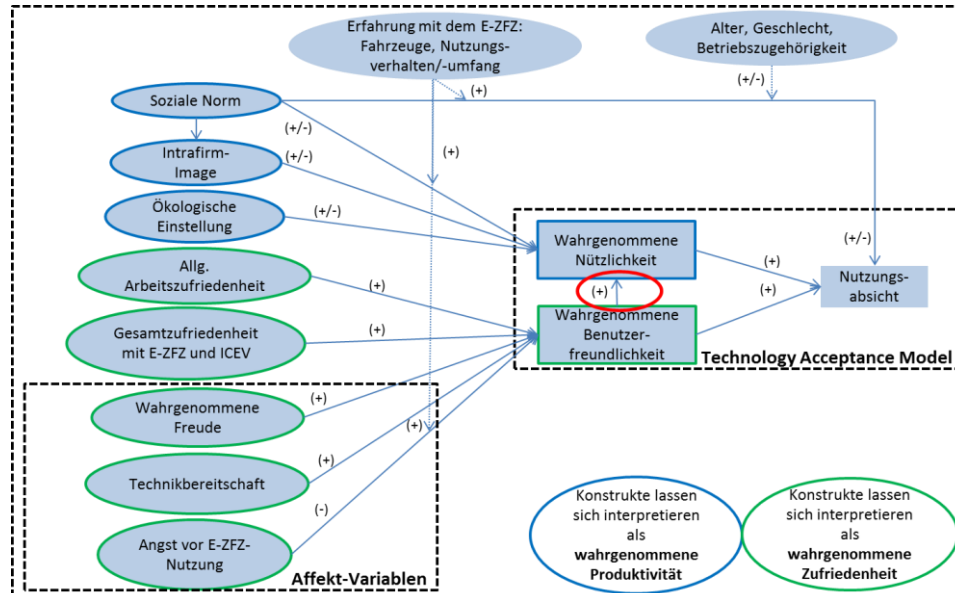 Erfahrung mit dem E-ZFZ:
Fahrzeuge, Nutzungs-
verhalten/-umfang
Alter, Geschlecht,
Betriebszugehörigkeit
(+)
(+/-)
Soziale Norm
(+/-)
(+)
Intrafirm-
Image
(+/-)
Ökologische
Einstellung
(+/-)
Wahrgenommene
Nützlichkeit
(+/-)
(+)
Allg.
Arbeitszufriedenheit
(+)
(+)
(+)
Nutzungs-
absicht
Gesamtzufriedenheit
mit E-ZFZ und ICEV
(+)
Wahrgenommene
Benutzer-
freundlichkeit
Technology Acceptance Model
Wahrgenommene
Freude
(+)
(+)
Technikbereitschaft
(+)
(-)
Angst vor E-ZFZ-
Nutzung
Affekt-Variablen
Konstrukte lassen
sich interpretieren
als
wahrgenommene
Produktivität
Konstrukte lassen
sich interpretieren
als
wahrgenommene
Zufriedenheit